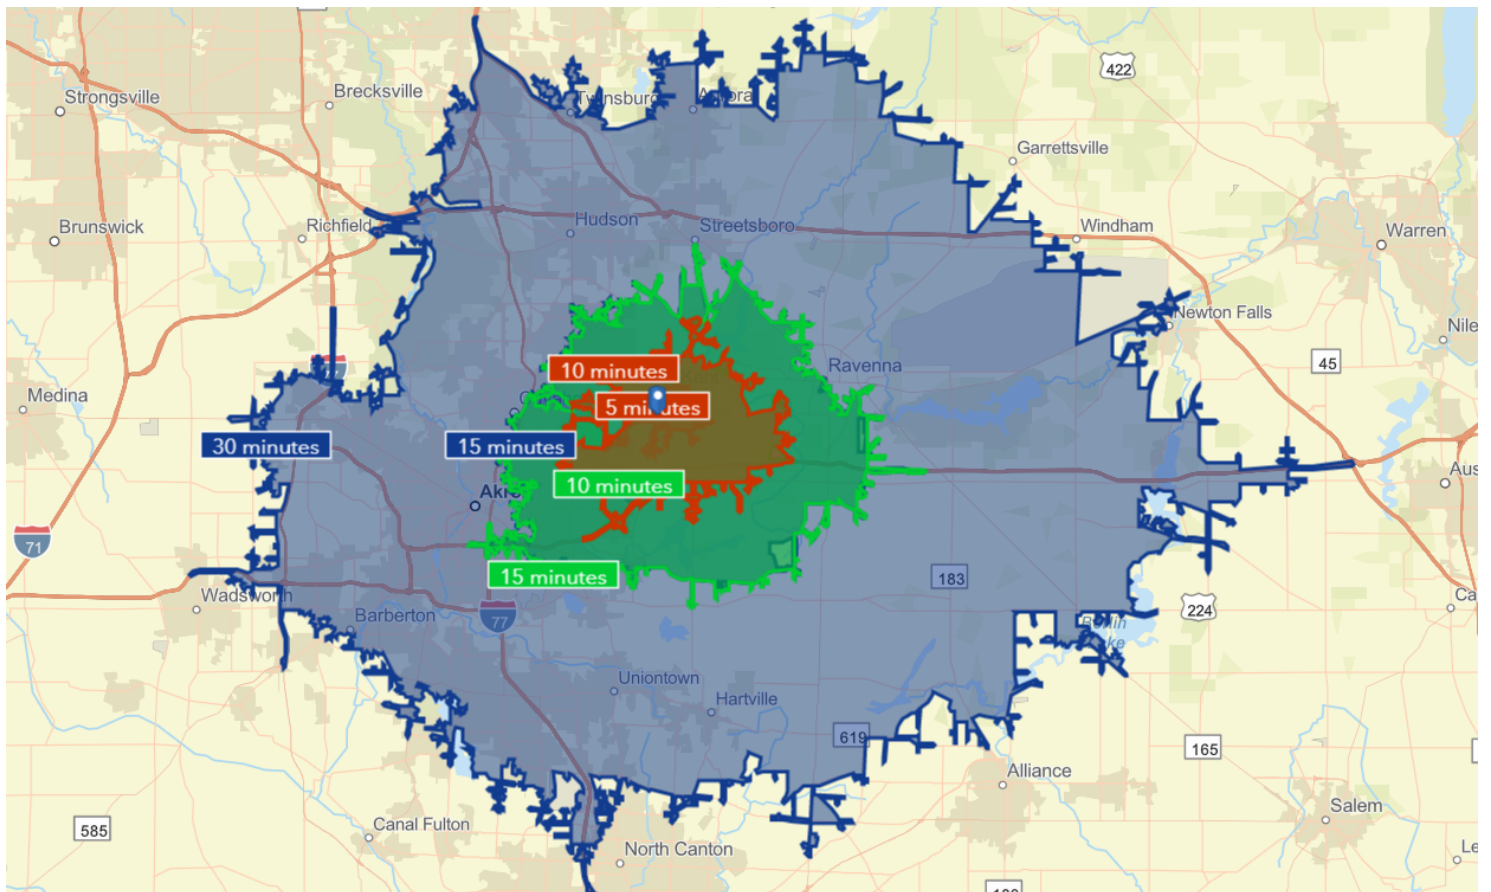 422
Strongsville
Brecksville
Garrettsville
Brunswick
Richfield
Hudson
Streetsboro
Windham
Warren
Newton Falls
45
Medina
10 minutes
Ravenna
5 minutes
30 minutes
15 minutes
10 minutes
71
15 minutes
183
Wadsworth
Barberton
77
224
Uniontown
Hartville
619
165
Alliance
Salem
585
Canal Fulton
North Canton